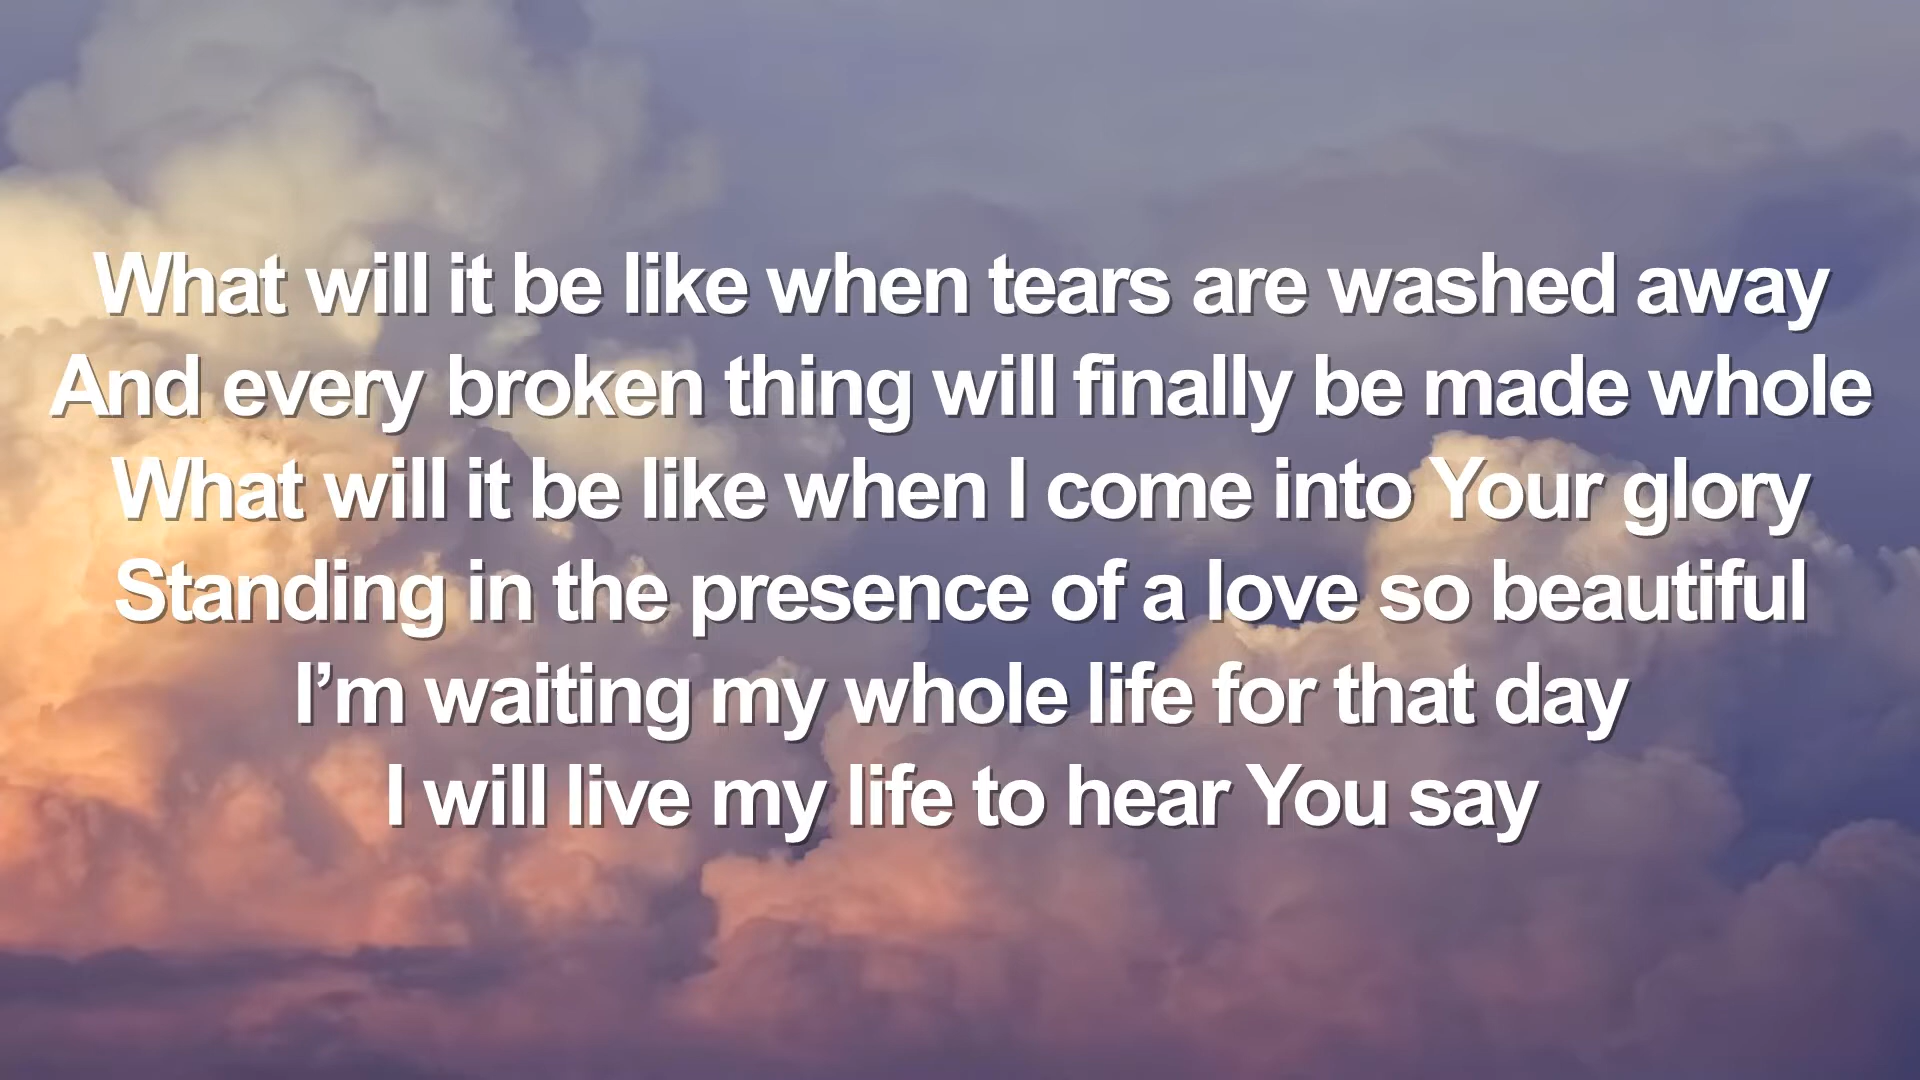 What will it be like when tears are washed away
And every broken thing will finally be made whole
What will it be like when I come into Your glory
Standing in the presence of a love so beautiful
I’m waiting my whole life for that day
I will live my life to hear You say